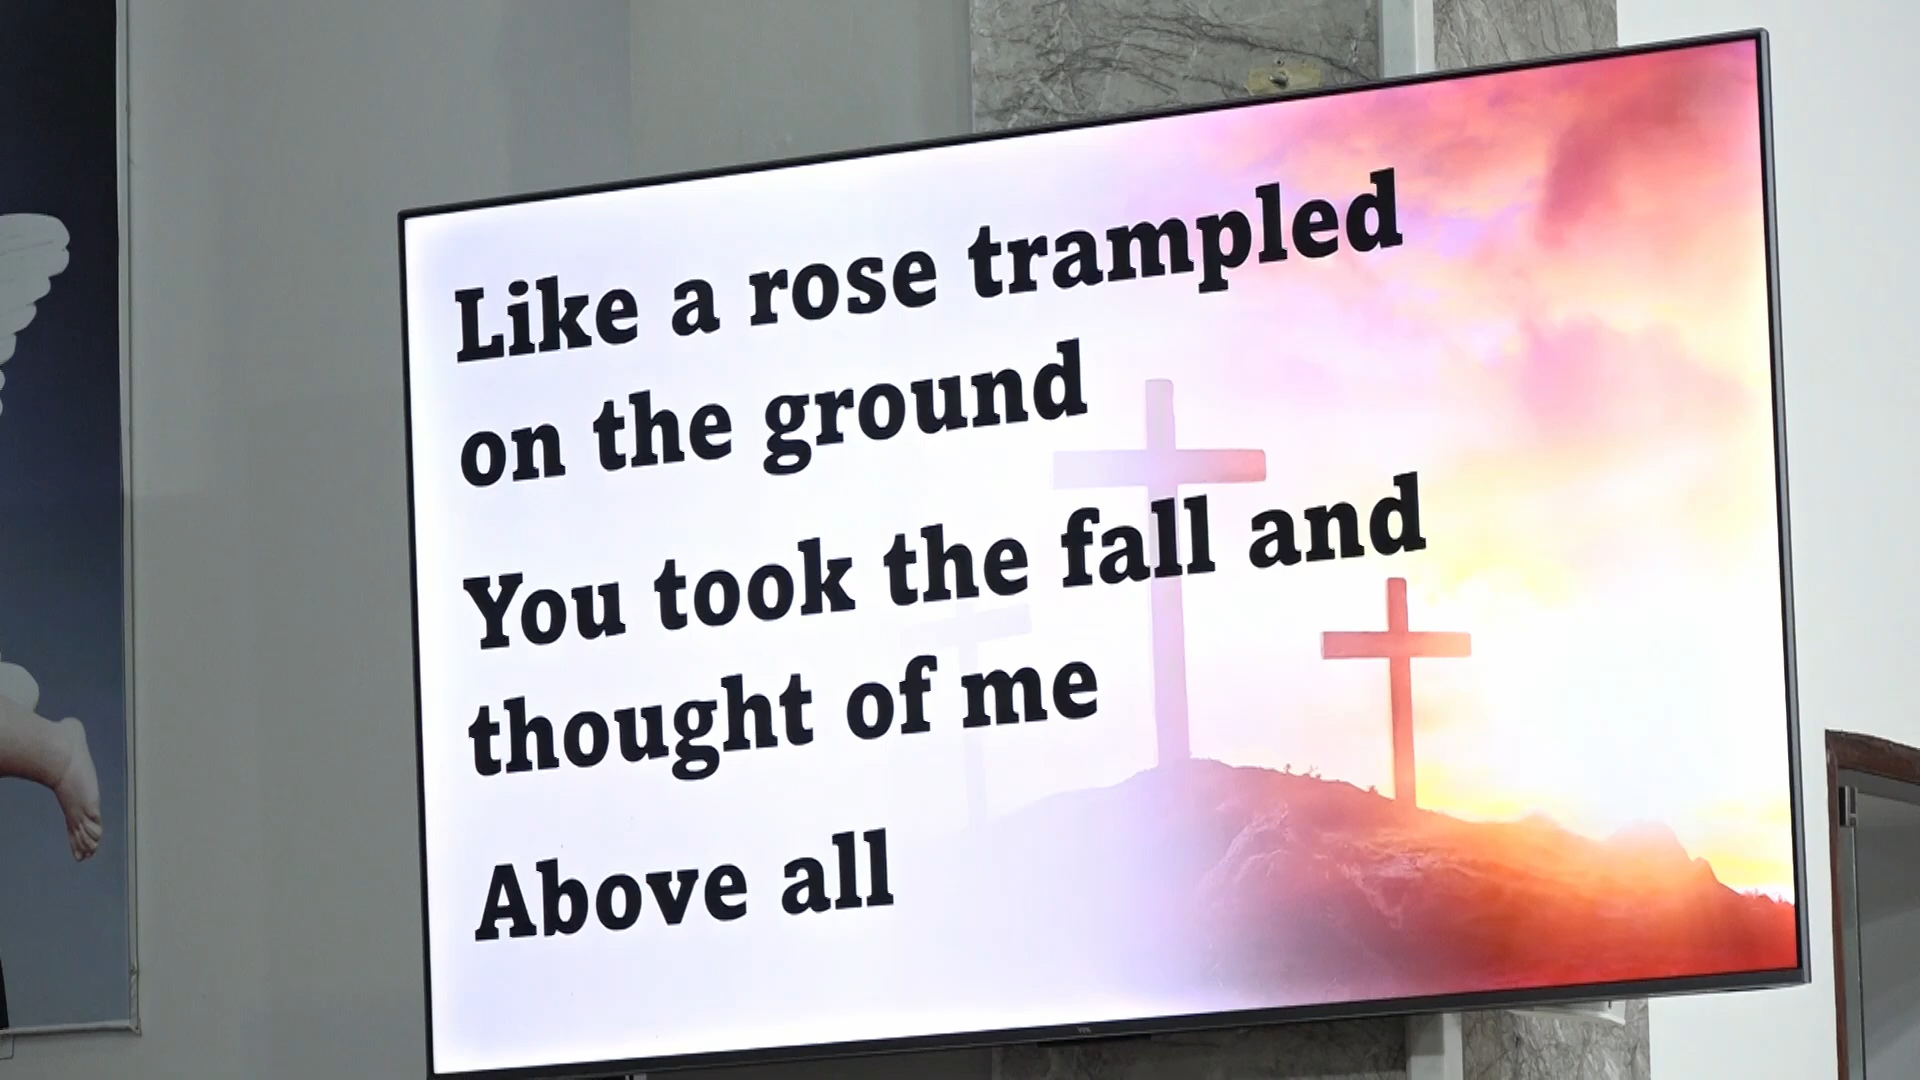 Like a rose trampled
on the ground
You took the fall and
thought of me
Above all